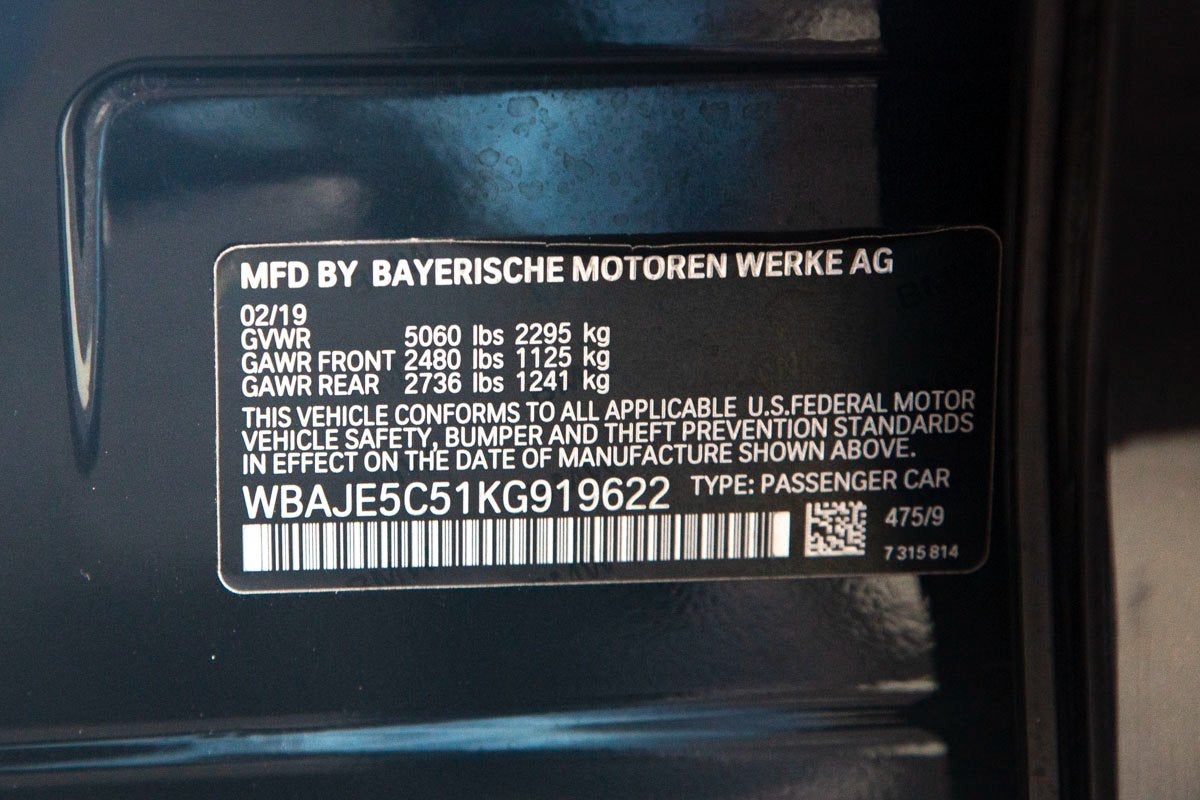 MFD BY BAYERISCHE MOTOREN WERKE AG
02/19
GVWR 5060 lbs 2295 kg
GAWR FRONT 2480 lbs 1125 kg
GAWR REAR 2736 lbs 1241 kg
THIS VEHICLE CONFORMS TO ALL APPLICABLE U.S.FEDERAL MOTOR
VEHICLE SAFETY, BUMPER AND THEFT PREVENTION STANDARDS
IN EFFECT ON THE DATE OF MANUFACTURE SHOWN ABOVE.
WBAJE5C51KG919622 TYPE: PASSENGER CAR
475/9
7 315 814